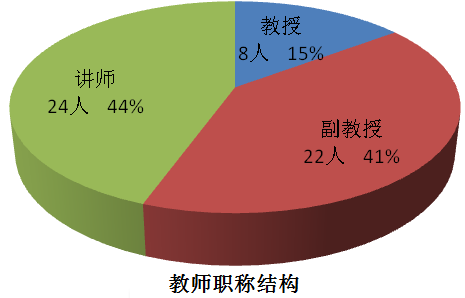 教授
8人 15%
讲师
24人 44%
副教授
22人 41%
教师职称结构